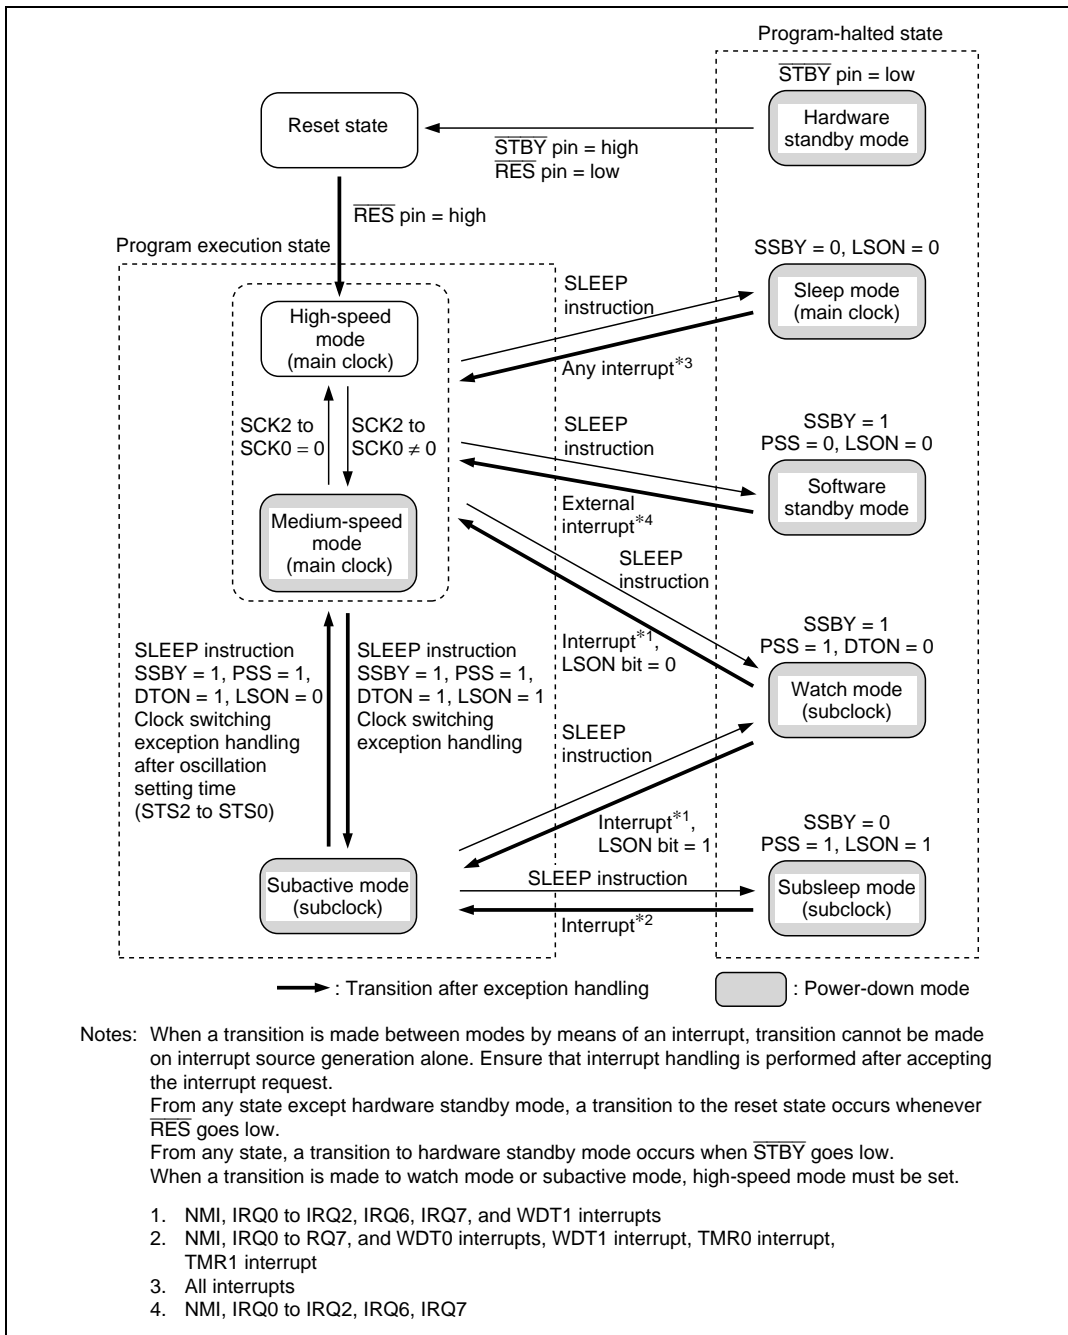 Program-halted state
STBY pin = low
Hardware
standby mode
Reset state
STBY pin = high
RES pin = low
RES pin = high
Program execution state
SSBY = 0, LSON = 0
Sleep mode
(main clock)
SLEEP
instruction
High-speed
mode
(main clock)
Any interrupt*3
SCK2 to
SCK0 = 0
SCK2 to
SCK0 ≠ 0
SLEEP
instruction
SSBY = 1
PSS = 0, LSON = 0
Software
standby mode
External
interrupt*4
Medium-speed
mode
(main clock)
SLEEP
instruction
SSBY = 1
PSS = 1, DTON = 0
Interrupt*1,
LSON bit = 0
Watch mode
(subclock)
SLEEP instruction
SSBY = 1, PSS = 1,
DTON = 1, LSON = 0
Clock switching
exception handling
after oscillation
setting time
(STS2 to STS0)
SLEEP instruction
SSBY = 1, PSS = 1,
DTON = 1, LSON = 1
Clock switching
exception handling
SLEEP
instruction
Interrupt*1,
LSON bit = 1
SSBY = 0
PSS = 1, LSON = 1
Subactive mode
(subclock)
SLEEP instruction
Subsleep mode
(subclock)
Interrupt*2
: Transition after exception handling
: Power-down mode
Notes: When a transition is made between modes by means of an interrupt, transition cannot be made
on interrupt source generation alone. Ensure that interrupt handling is performed after accepting
the interrupt request.
From any state except hardware standby mode, a transition to the reset state occurs whenever
RES goes low.
From any state, a transition to hardware standby mode occurs when STBY goes low.
When a transition is made to watch mode or subactive mode, high-speed mode must be set.
1. NMI, IRQ0 to IRQ2, IRQ6, IRQ7, and WDT1 interrupts
2. NMI, IRQ0 to RQ7, and WDT0 interrupts, WDT1 interrupt, TMR0 interrupt,
TMR1 interrupt
3. All interrupts
4. NMI, IRQ0 to IRQ2, IRQ6, IRQ7